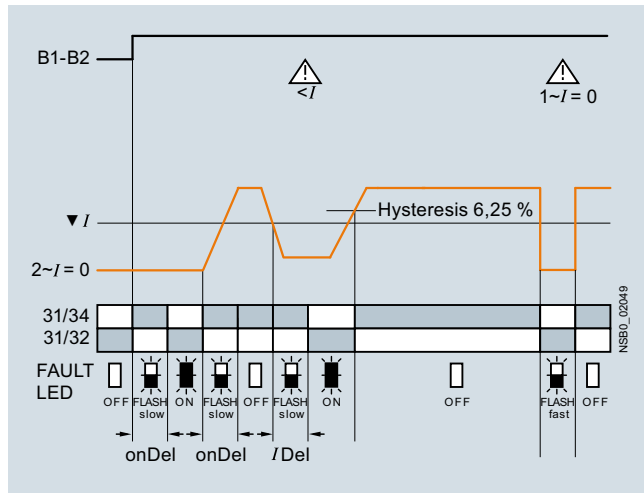 B1-B2
<I
1~I = 0
▼ I
Hysteresis 6,25 %
2~I = 0
31/34
31/32
FAULT
LED
OFF FLASH ON FLASH OFF FLASH ON OFF FLASH OFF
slow slow slow fast
onDel onDel I Del
NSB0_02049